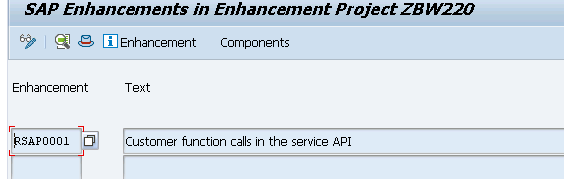 SAP Enhancements in Enhancement Project ZBW220
Enhancement Components
Enhancement Text
RSAP0001 Customer function calls in the service API